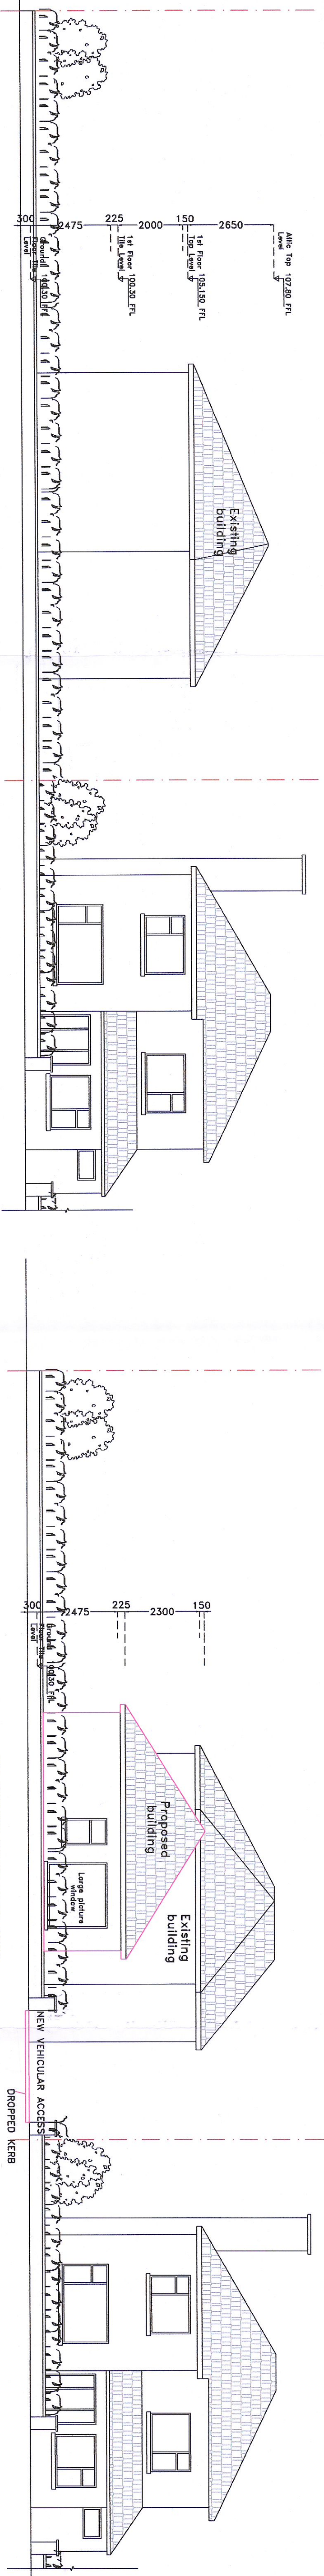 Attic Top 107.80 FFL
Level
1st Floor 105.150 FFL
Top Level
1st Floor 100.30 FFL
Tile Level
Ground 100.30 FFL
Floor Tile
Level
300
2475
225
2000
150
2650
Existing
building
300
2475
225
2300
150
Ground 100.30 FFL
Floor Tile
Level
Proposed
building
Existing
building
Large picture
window
NEW VEHICULAR ACCESS
DROPPED KERB